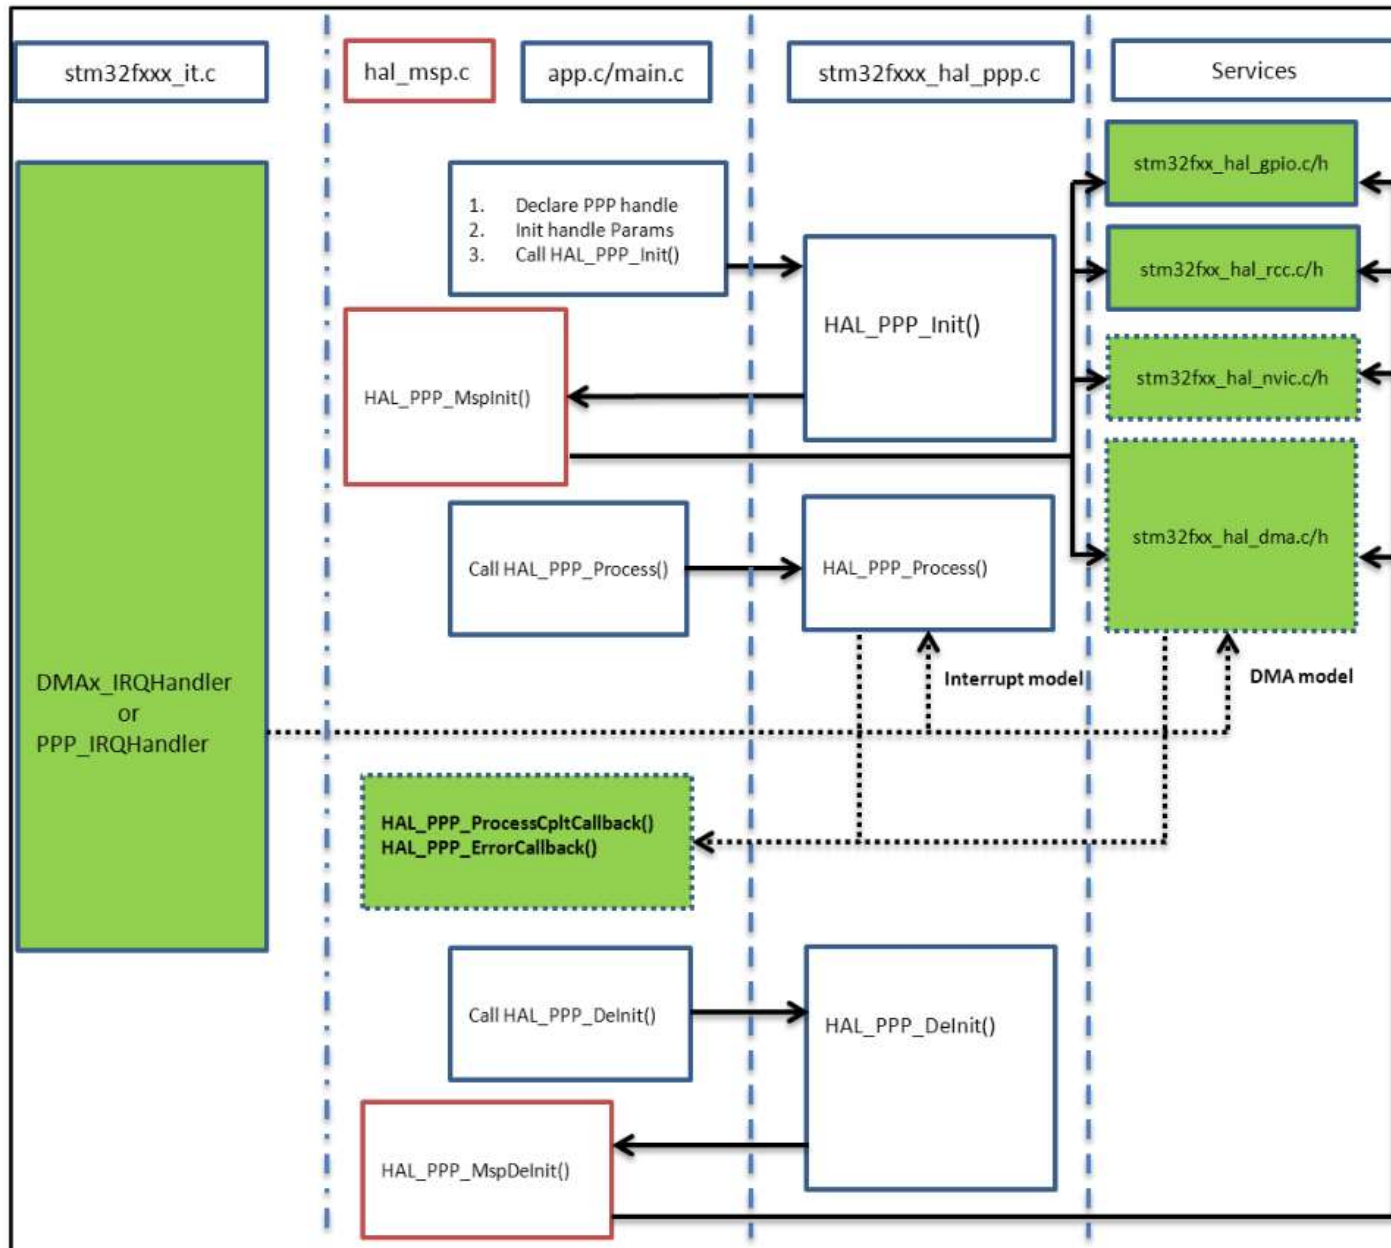 stm32fxxx_it.c
hal_msp.c
app.c/main.c
stm32fxxx_hal_ppp.c
Services
1. Declare PPP handle
2. Init handle Params
3. Call HAL_PPP_Init()
HAL_PPP_Init()
HAL_PPP_MspInit()
stm32fxx_hal_gpio.c/h
stm32fxx_hal_rcc.c/h
stm32fxx_hal_nvic.c/h
stm32fxx_hal_dma.c/h
Call HAL_PPP_Process()
HAL_PPP_Process()
Interrupt model
DMA model
DMAx_IRQHandler
or
PPP_IRQHandler
HAL_PPP_ProcessCpltCallback()
HAL_PPP_ErrorCallback()
Call HAL_PPP_DeInit()
HAL_PPP_DeInit()
HAL_PPP_MspDeInit()